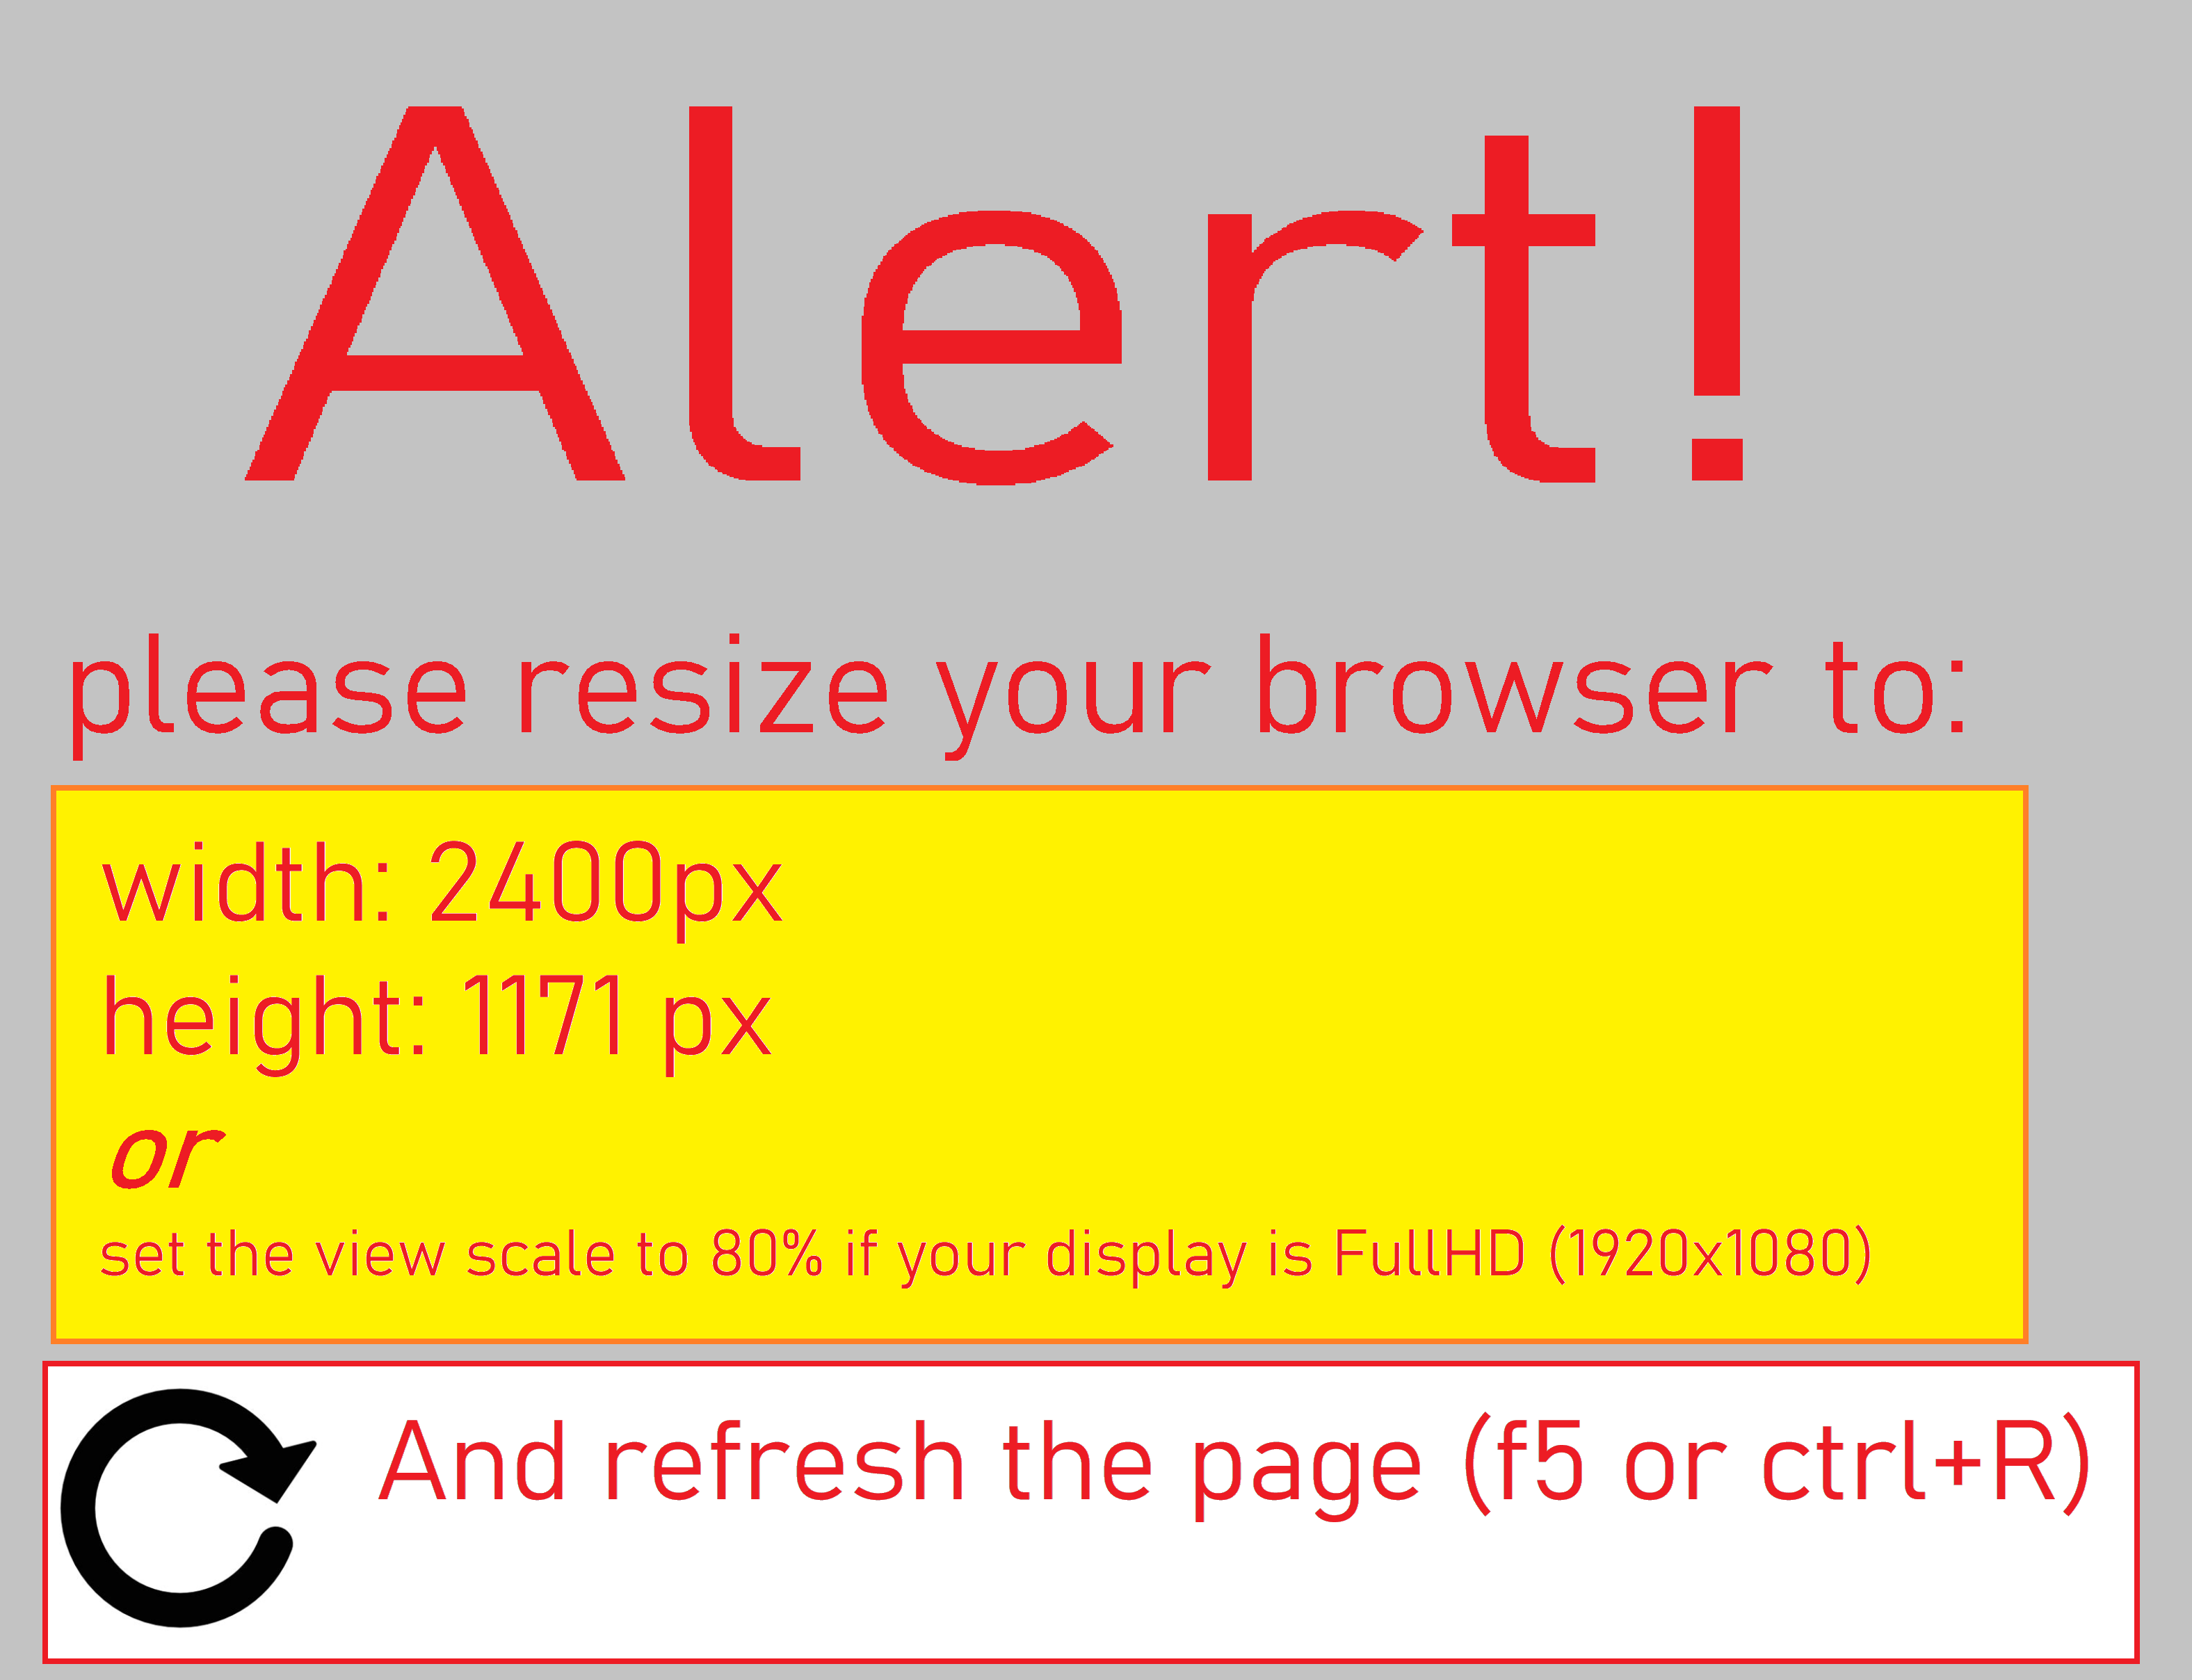 Alert!
please resize your browser to:
width: 2400px
height: 1171 px
or
set the view scale to 80% if your display is FullHD (1920x1080)
And refresh the page (f5 or ctrl+R)